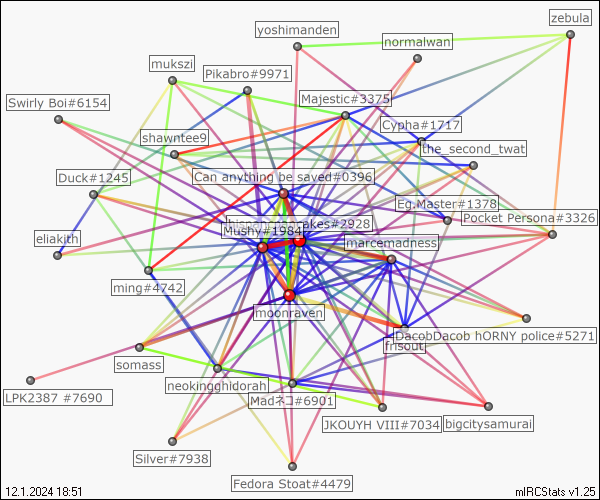 zebula
yoshimanden
normalwan
mukszi
Pikabro#9971
Swirly Boi#6154
Majestic#3375
Cypha#1717
shawntee9
the_second_twat
Duck#1245
Can anything be saved#0396
Eg.Master#1378
Pocket Persona#3326
akes#2928
Mushy#1984
eliakith
marcemadness
ming#4742
moonraven
DacobDacob hORNY police#5271
frisout
somass
neokingghidorah
LPK2387 #7690
Madネコ#6901
JKOUYH VIII#7034
bigcitysamurai
Silver#7938
Fedora Stoat#4479
12.1.2024 18:51
mIRCStats v1.25